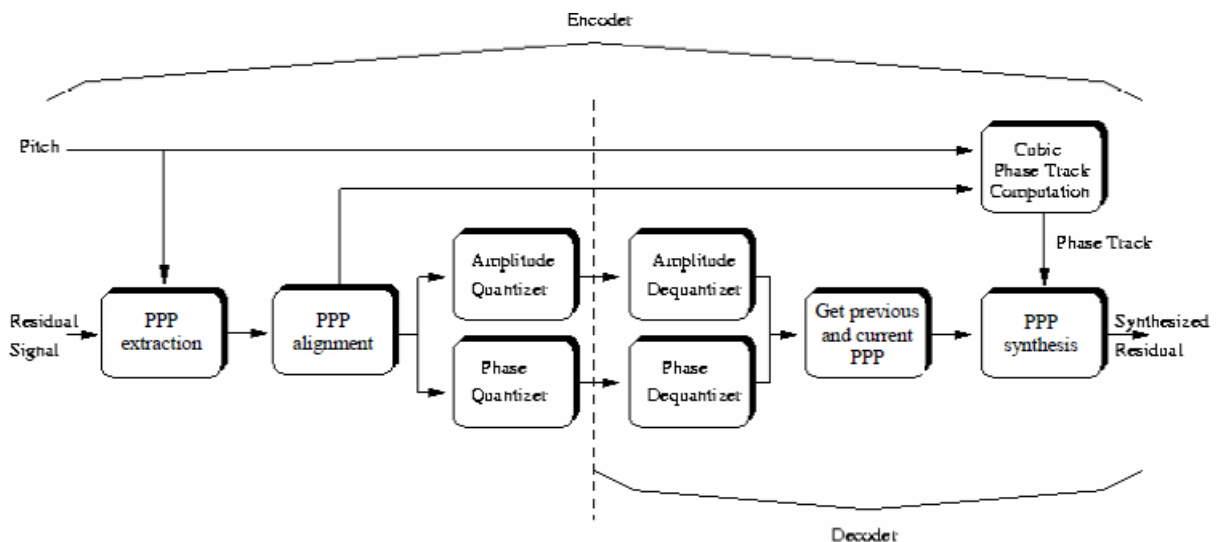 Encoder
Pitch
Cubic
Phase Track
Computation
Phase Track
Amplitude
Quantizer
Amplitude
Dequantizer
Residual
Signal
PPP
extraction
PPP
alignment
Phase
Quantizer
Phase
Dequantizer
Get previous
and current
PPP
PPP
synthesis
Synthesized
Residual
Decoder